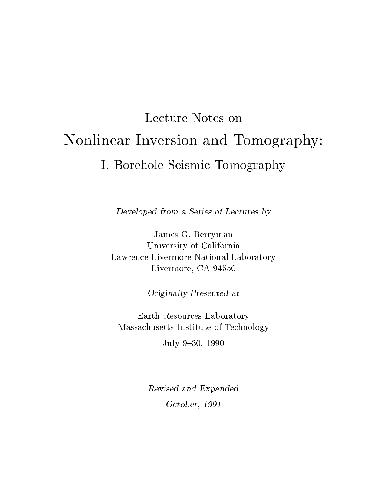 Lecture Notes on
Nonlinear Inversion and Tomography:
I. Borehole Seismic Tomography
Developed from a Series of Lectures by
James G. Berryman
University of California
Lawrence Livermore National Laboratory
Livermore, CA 94550
Originally Presented at
Earth Resources Laboratory
Massachusetts Institute of Technology
July 9–30, 1990
Revised and Expanded
October, 1991